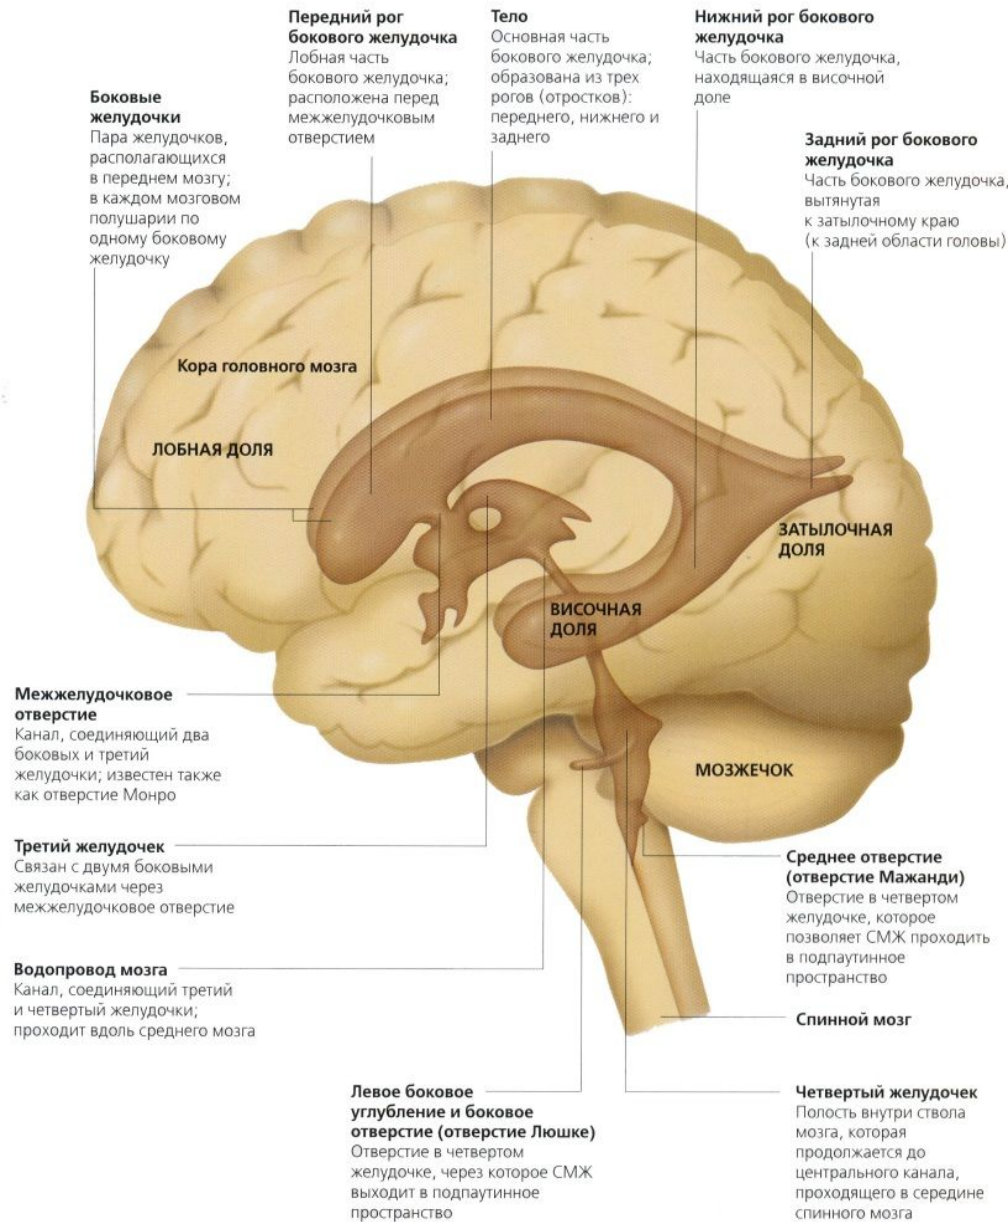 Передний рог
бокового желудочка
Лобная часть
бокового желудочка;
расположена перед
межжелудочковым
отверстием
Тело
Основная часть
бокового желудочка;
образована из трех
рогов (отростков):
переднего, нижнего и
заднего
Нижний рог бокового
желудочка
Часть бокового желудочка,
находящаяся в височной
доле
Боковые
желудочки
Пара желудочков,
располагающихся
в переднем мозгу;
в каждом мозговом
полушарии по
одному боковому
желудочку
Задний рог бокового
желудочка
Часть бокового желудочка,
вытянутая
к затылочному краю
(к задней области головы)
Кора головного мозга
ЛОБНАЯ ДОЛЯ
ЗАТЫЛОЧНАЯ
ДОЛЯ
ВИСОЧНАЯ
ДОЛЯ
МОЗЖЕЧОК
Межжелудочковое
отверстие
Канал, соединяющий два
боковых и третий
желудочки; известен также
как отверстие Монро
Третий желудочек
Связан с двумя боковыми
желудочками через
межжелудочковое отверстие
Водопровод мозга
Канал, соединяющий третий
и четвертый желудочки;
проходит вдоль среднего мозга
Среднее отверстие
(отверстие Мажанди)
Отверстие в четвертом
желудочке, которое
позволяет СМЖ проходить
в подпаутинное
пространство
Спинной мозг
Левое боковое
углубление и боковое
отверстие (отверстие Люшке)
Отверстие в четвертом
желудочке, через которое СМЖ
выходит в подпаутинное
пространство
Четвертый желудочек
Полость внутри ствола
мозга, которая
продолжается до
центрального канала,
проходящего в середине
спинного мозга